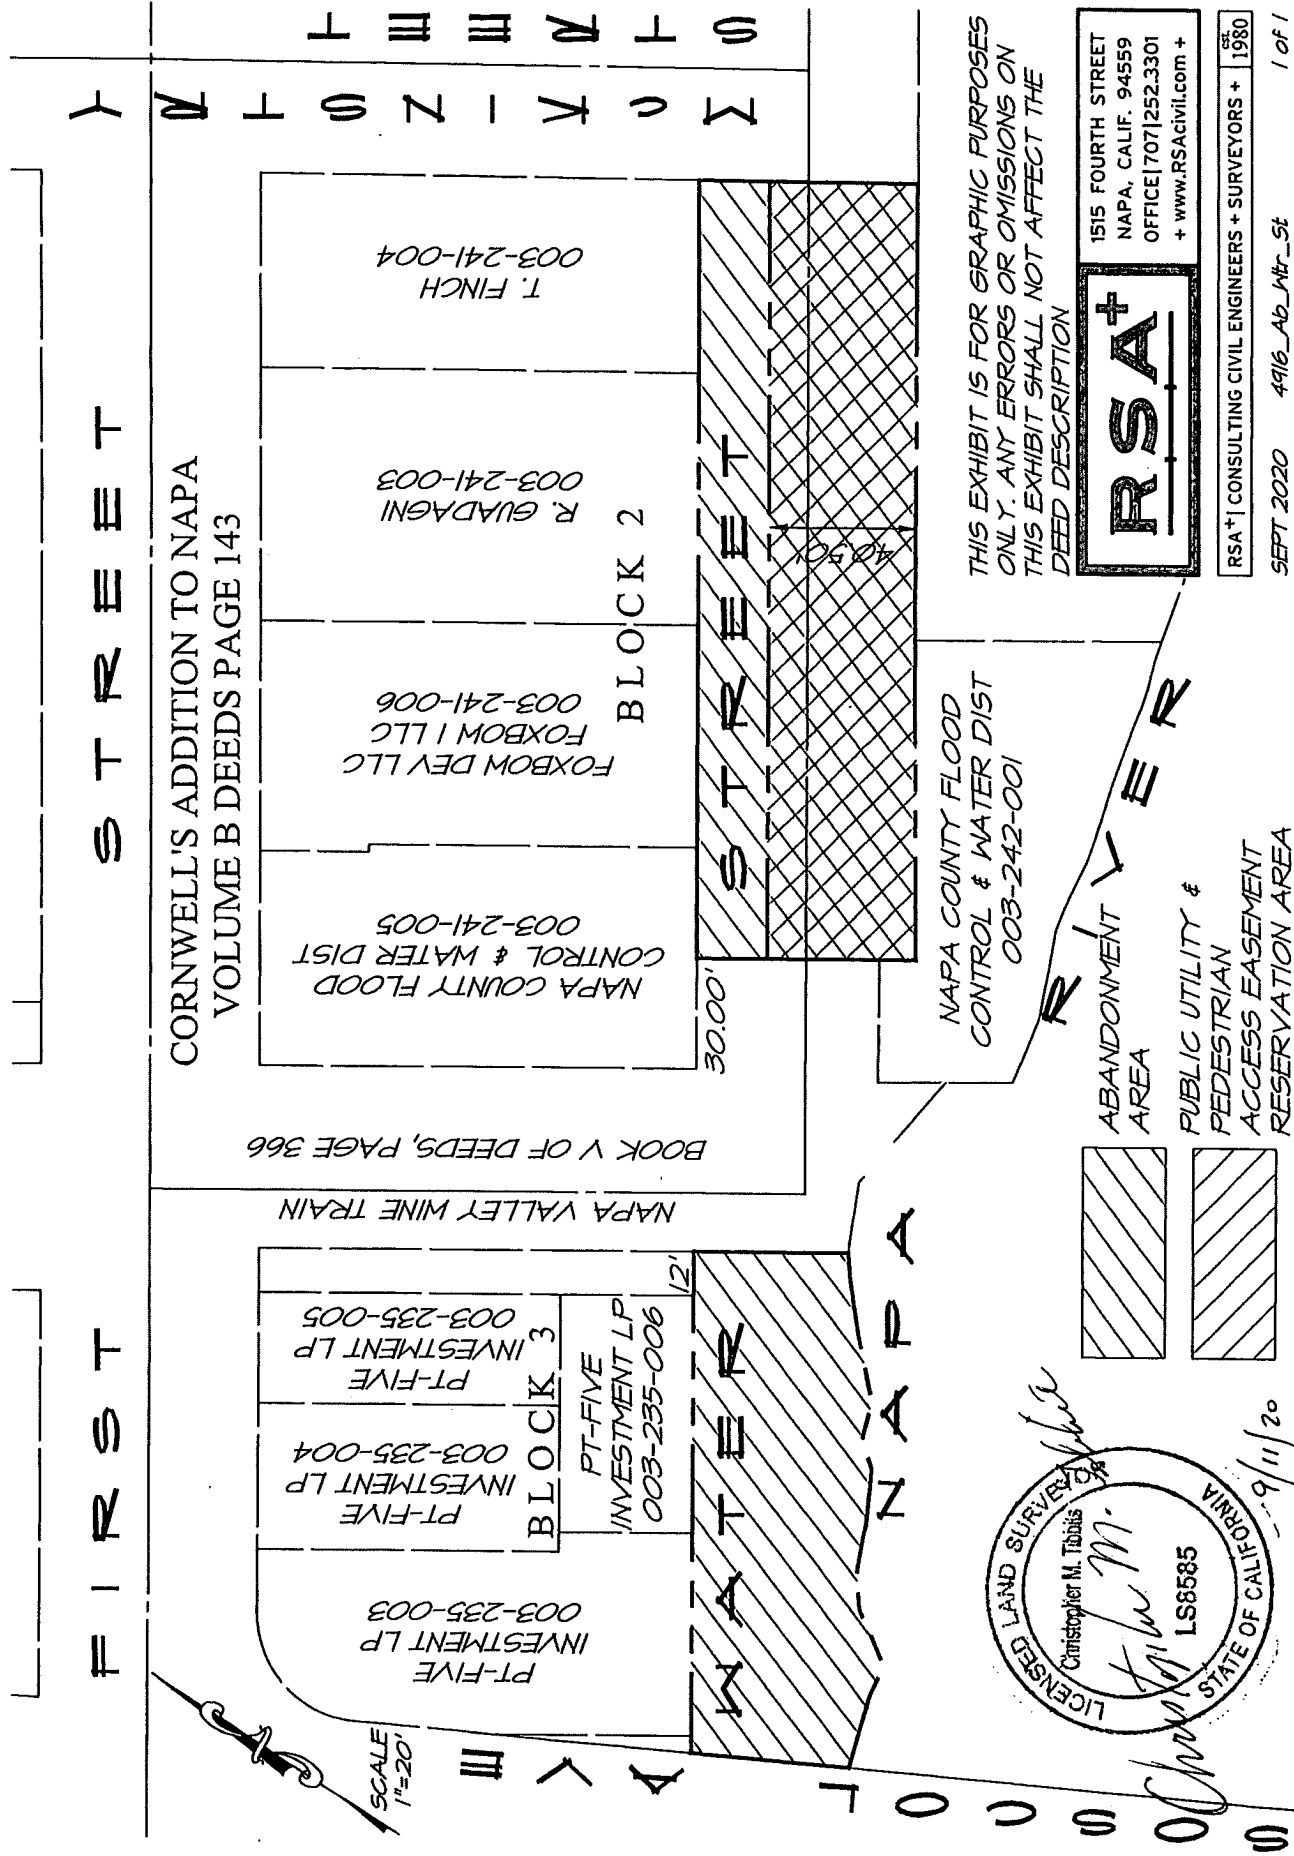 FIRST STREET
McKINSTRY STREET
CORNWELL'S ADDITION TO NAPA
VOLUME B DEEDS PAGE 143
SCALE
1"=20'
SOSCOL AVE
PT-FIVE
INVESTMENT LP
003-235-003
PT-FIVE
INVESTMENT LP
003-235-004
PT-FIVE
INVESTMENT LP
003-235-005
BLOCK 3
PT-FIVE
INVESTMENT LP
003-235-006
12'
NAPA VALLEY WINE TRAIN
BOOK V OF DEEDS, PAGE 366
NAPA COUNTY FLOOD
CONTROL & WATER DIST
003-241-005
FOXBOW DEV LLC
FOXBOW I LLC
003-241-006
R. GUADAGNI
003-241-003
T. FINCH
003-241-004
BLOCK 2
30.00'
WATER STREET
40.50'
NAPA RIVER
NAPA COUNTY FLOOD
CONTROL & WATER DIST
003-242-001
THIS EXHIBIT IS FOR GRAPHIC PURPOSES
ONLY. ANY ERRORS OR OMISSIONS ON
THIS EXHIBIT SHALL NOT AFFECT THE
DEED DESCRIPTION
ABANDONMENT
AREA
PUBLIC UTILITY &
PEDESTRIAN
ACCESS EASEMENT
RESERVATION AREA
LICENSED LAND SURVEYOR
Christopher M. Tibbits
LS8585
STATE OF CALIFORNIA
9/11/20
RSA+
1515 FOURTH STREET
NAPA, CALIF. 94559
OFFICE|707|252.3301
+ www.RSAcivil.com +
RSA+ | CONSULTING CIVIL ENGINEERS + SURVEYORS + | est. 1980
SEPT 2020 4916_Ab_Wtr_St 1 of 1